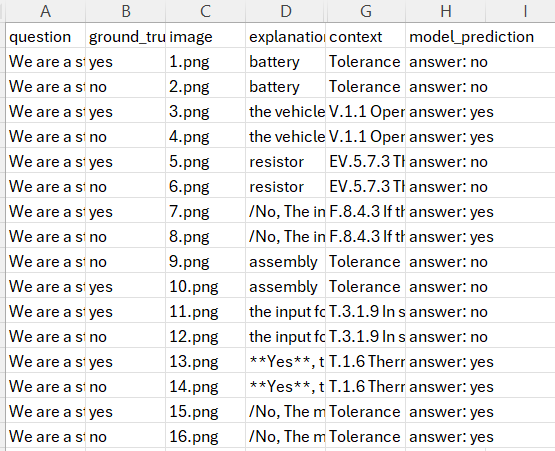 A B C D G H I
question ground_tru image explanation context model_prediction
We are a st yes 1.png battery Tolerance answer: no
We are a st no 2.png battery Tolerance answer: no
We are a st yes 3.png the vehicle V.1.1 Oper answer: yes
We are a st no 4.png the vehicle V.1.1 Oper answer: yes
We are a st yes 5.png resistor EV.5.7.3 Th answer: no
We are a st no 6.png resistor EV.5.7.3 Th answer: no
We are a st yes 7.png /No, The in F.8.4.3 If th answer: yes
We are a st no 8.png /No, The in F.8.4.3 If th answer: yes
We are a st no 9.png assembly Tolerance answer: no
We are a st yes 10.png assembly Tolerance answer: no
We are a st yes 11.png the input fo T.3.1.9 In s answer: no
We are a st no 12.png the input fo T.3.1.9 In s answer: no
We are a st yes 13.png **Yes**, t T.1.6 Therr answer: yes
We are a st no 14.png **Yes**, t T.1.6 Therr answer: yes
We are a st yes 15.png /No, The m Tolerance answer: yes
We are a st no 16.png /No, The m Tolerance answer: yes